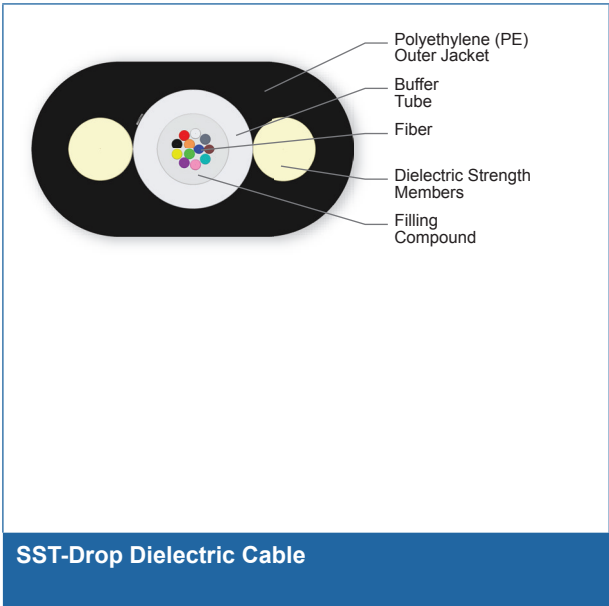 Polyethylene (PE)
Outer Jacket
Buffer
Tube
Fiber
Dielectric Strength
Members
Filling
Compound
SST-Drop Dielectric Cable